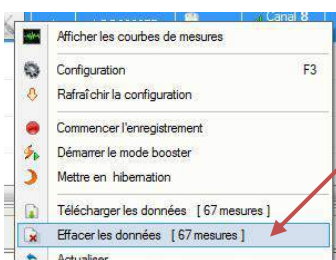 Canal 8
Afficher les courbes de mesures
Configuration F3
Rafraîchir la configuration
Commencer l'enregistrement
Démarrer le mode booster
Mettre en hibernation
Télécharger les données [ 67 mesures ]
Effacer les données [ 67 mesures ]
Actualiser